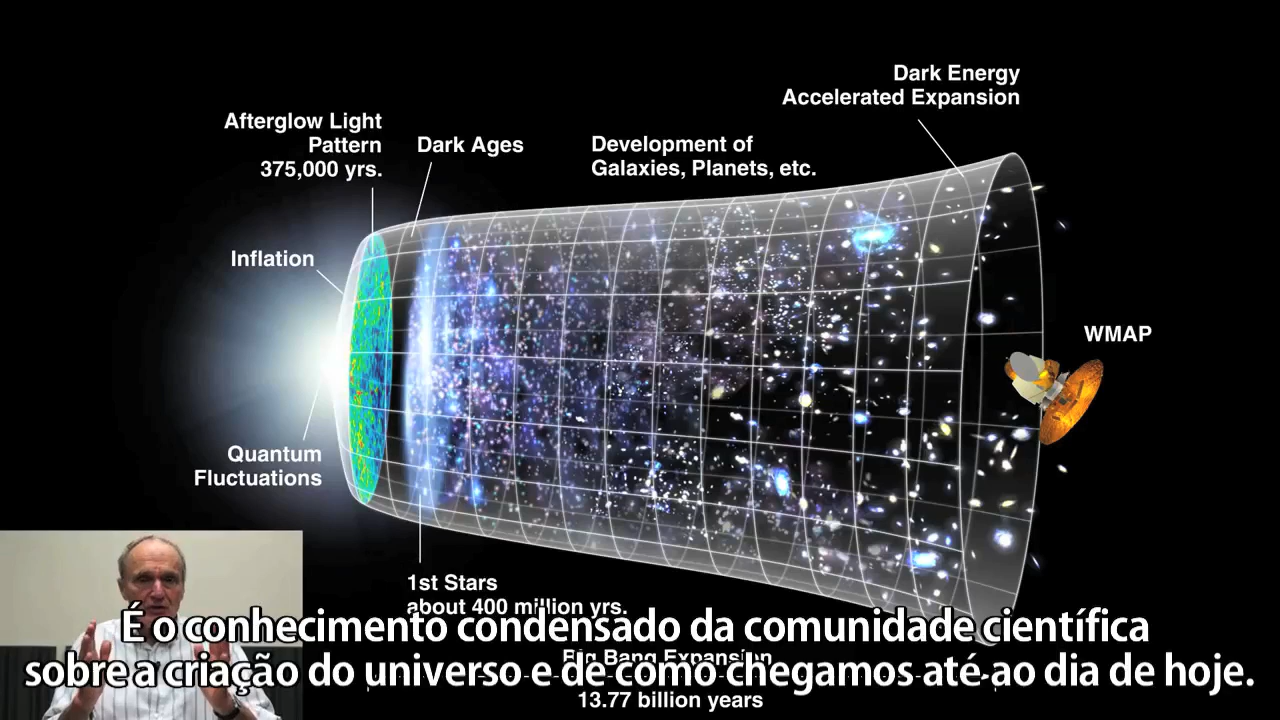 Dark Energy
Accelerated Expansion
Afterglow Light
Pattern
375,000 yrs.
Dark Ages
Development of
Galaxies, Planets, etc.
Inflation
WMAP
Quantum
Fluctuations
1st Stars
about 400 million yrs.
É o conhecimento condensado da comunidade científica
Big Bang Expansion
sobre a criação do universo e de como chegamos até ao dia de hoje.
13.77 billion years